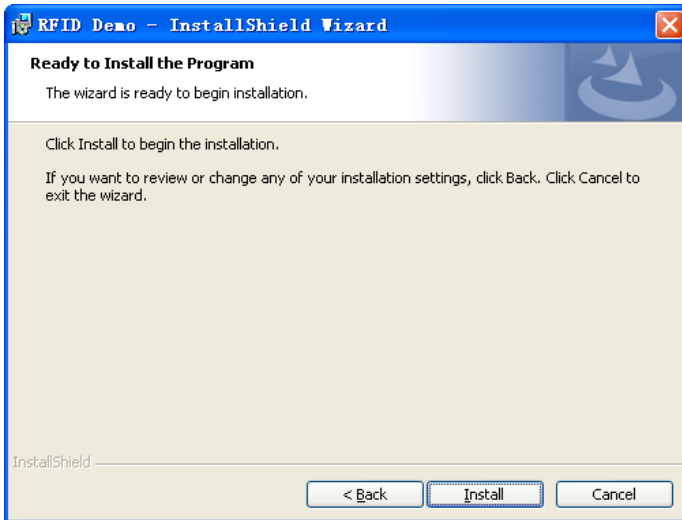 RFID Demo - InstallShield Wizard
Ready to Install the Program
The wizard is ready to begin installation.
Click Install to begin the installation.
If you want to review or change any of your installation settings, click Back. Click Cancel to
exit the wizard.
InstallShield
< Back Install Cancel